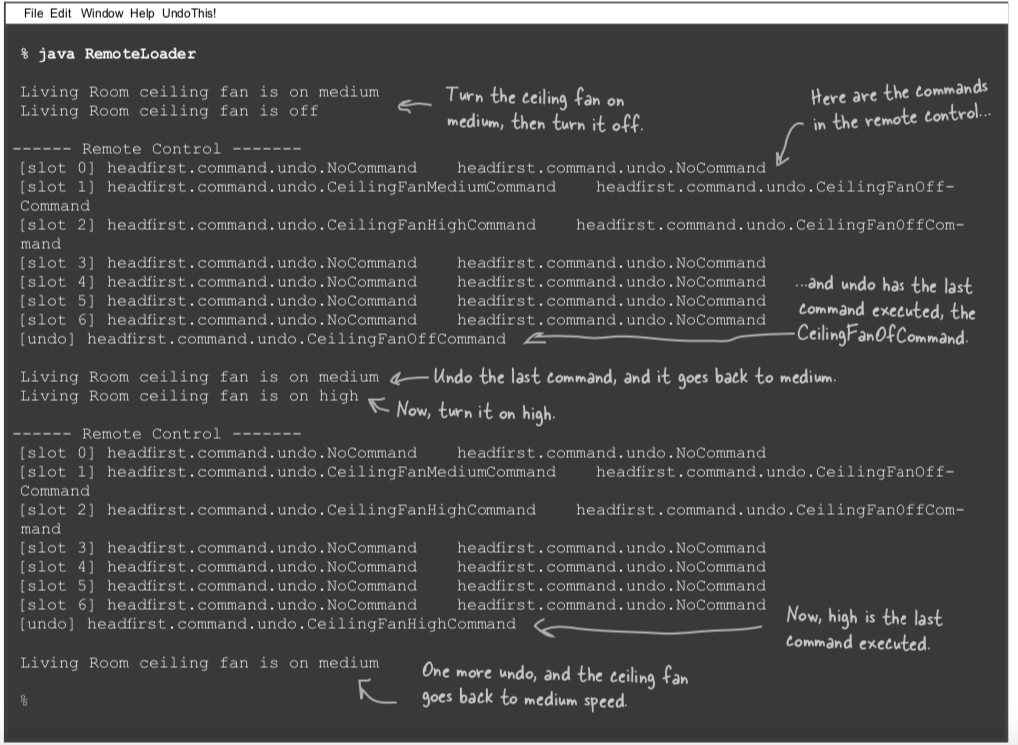 File Edit Window Help UndoThis!
% java RemoteLoader
Living Room ceiling fan is on medium
Living Room ceiling fan is off
Turn the ceiling fan on
medium, then turn it off.
Here are the commands
in the remote control...
------ Remote Control -------
[slot 0] headfirst.command.undo.NoCommand headfirst.command.undo.NoCommand
[slot 1] headfirst.command.undo.CeilingFanMediumCommand headfirst.command.undo.CeilingFanOff-
Command
[slot 2] headfirst.command.undo.CeilingFanHighCommand headfirst.command.undo.CeilingFanOffCom-
mand
[slot 3] headfirst.command.undo.NoCommand headfirst.command.undo.NoCommand
[slot 4] headfirst.command.undo.NoCommand headfirst.command.undo.NoCommand
[slot 5] headfirst.command.undo.NoCommand headfirst.command.undo.NoCommand
[slot 6] headfirst.command.undo.NoCommand headfirst.command.undo.NoCommand
[undo] headfirst.command.undo.CeilingFanOffCommand
...and undo has the last
command executed, the
CeilingFanOfCommand.
Living Room ceiling fan is on medium
Undo the last command, and it goes back to medium.
Living Room ceiling fan is on high
Now, turn it on high.
------ Remote Control -------
[slot 0] headfirst.command.undo.NoCommand headfirst.command.undo.NoCommand
[slot 1] headfirst.command.undo.CeilingFanMediumCommand headfirst.command.undo.CeilingFanOff-
Command
[slot 2] headfirst.command.undo.CeilingFanHighCommand headfirst.command.undo.CeilingFanOffCom-
mand
[slot 3] headfirst.command.undo.NoCommand headfirst.command.undo.NoCommand
[slot 4] headfirst.command.undo.NoCommand headfirst.command.undo.NoCommand
[slot 5] headfirst.command.undo.NoCommand headfirst.command.undo.NoCommand
[slot 6] headfirst.command.undo.NoCommand headfirst.command.undo.NoCommand
[undo] headfirst.command.undo.CeilingFanHighCommand
Now, high is the last
command executed.
Living Room ceiling fan is on medium
One more undo, and the ceiling fan
goes back to medium speed.
%